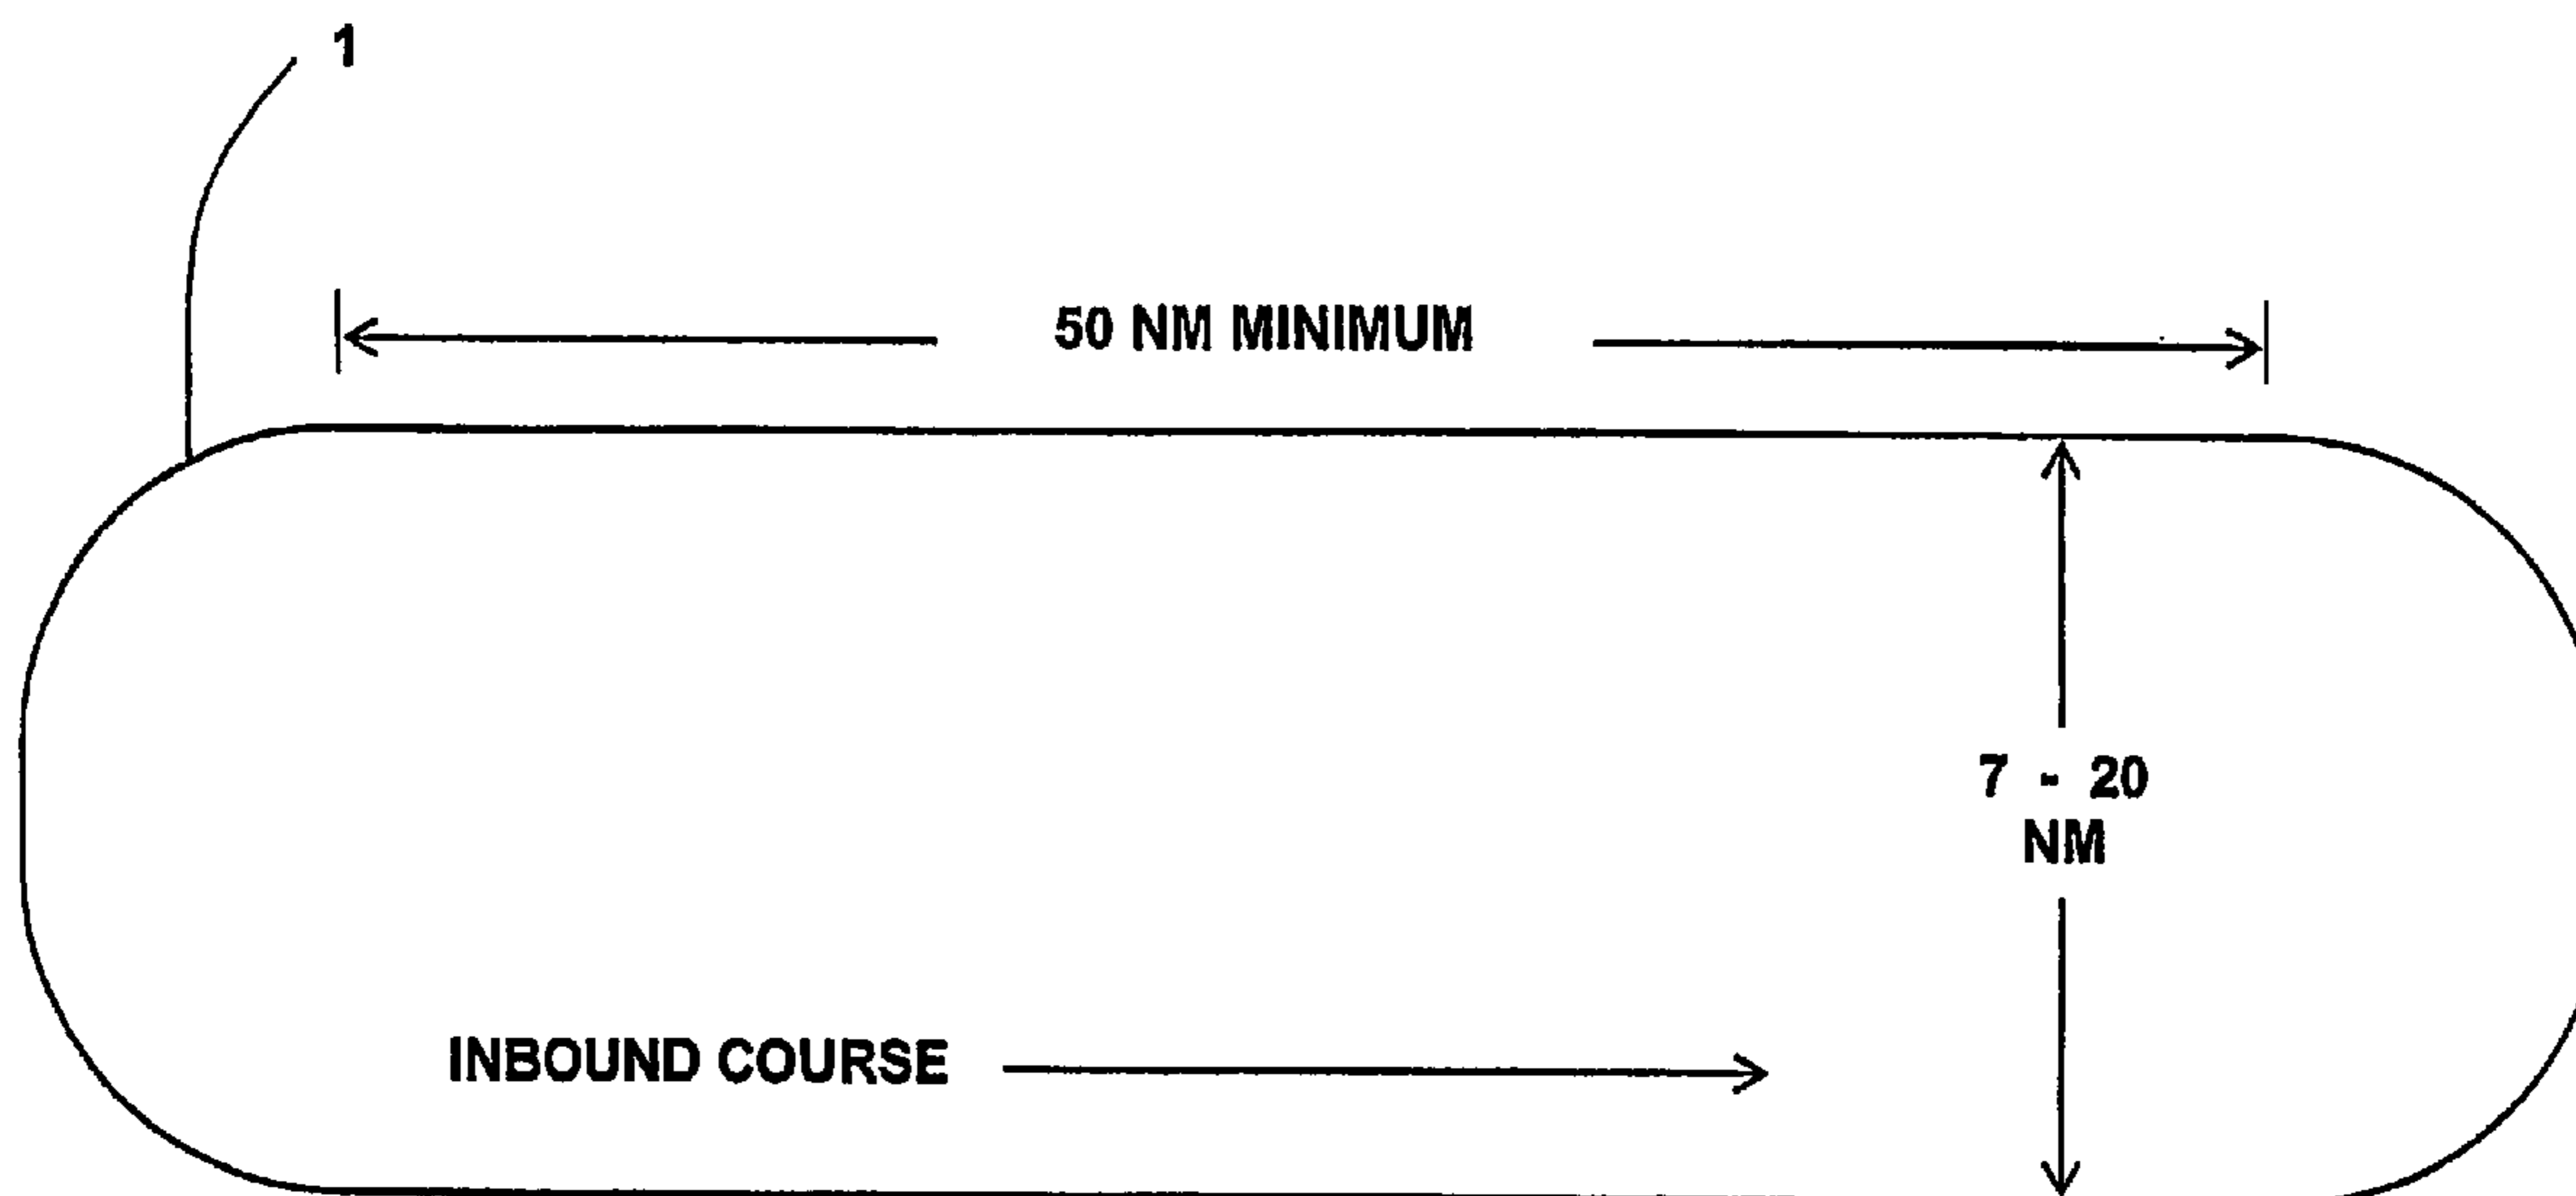 1
50 NM MINIMUM
7 - 20
NM
INBOUND COURSE